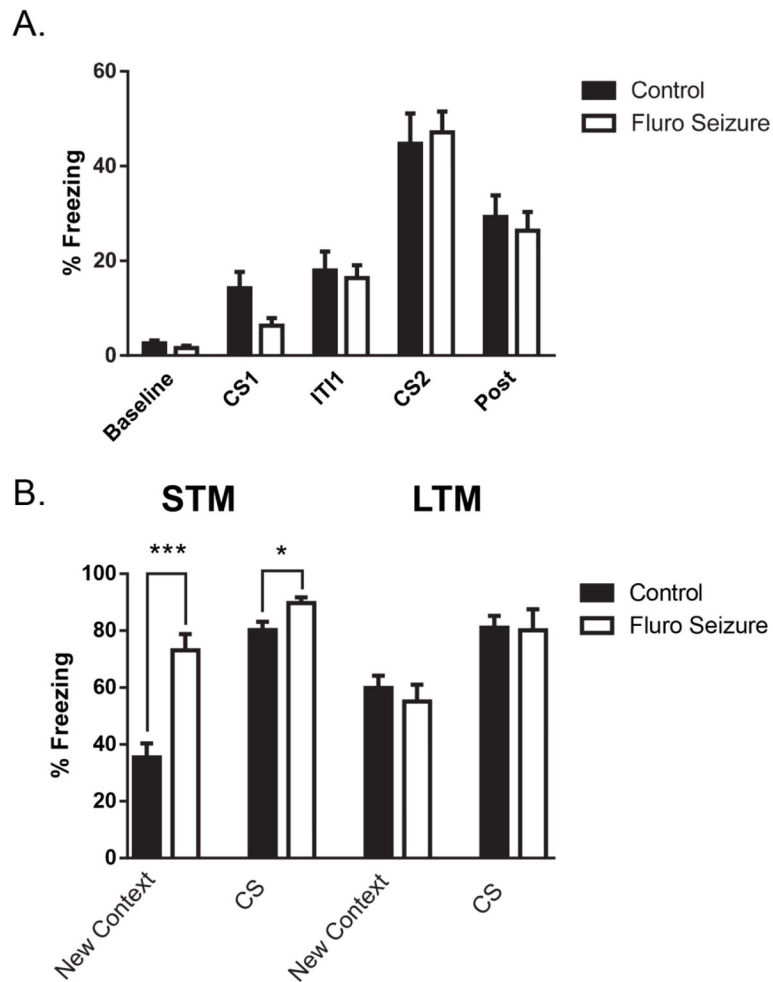 A.
% Freezing
60
40
20
0
Baseline
CS1
ITI1
CS2
Post
Control
Fluro Seizure
B.
STM
LTM
***
*
% Freezing
100
80
60
40
20
0
New Context
CS
New Context
CS
Control
Fluro Seizure